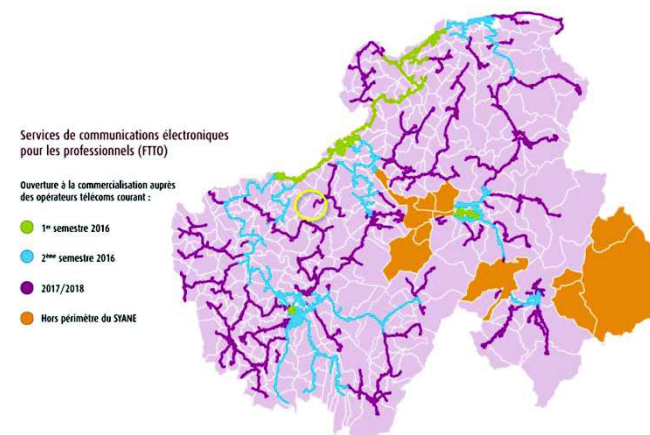 Services de communications électroniques
pour les professionnels (FTTO)
Ouverture à la commercialisation auprès
des opérateurs télécoms courant :
1er semestre 2016
2ème semestre 2016
2017/2018
Hors périmètre du SYANE